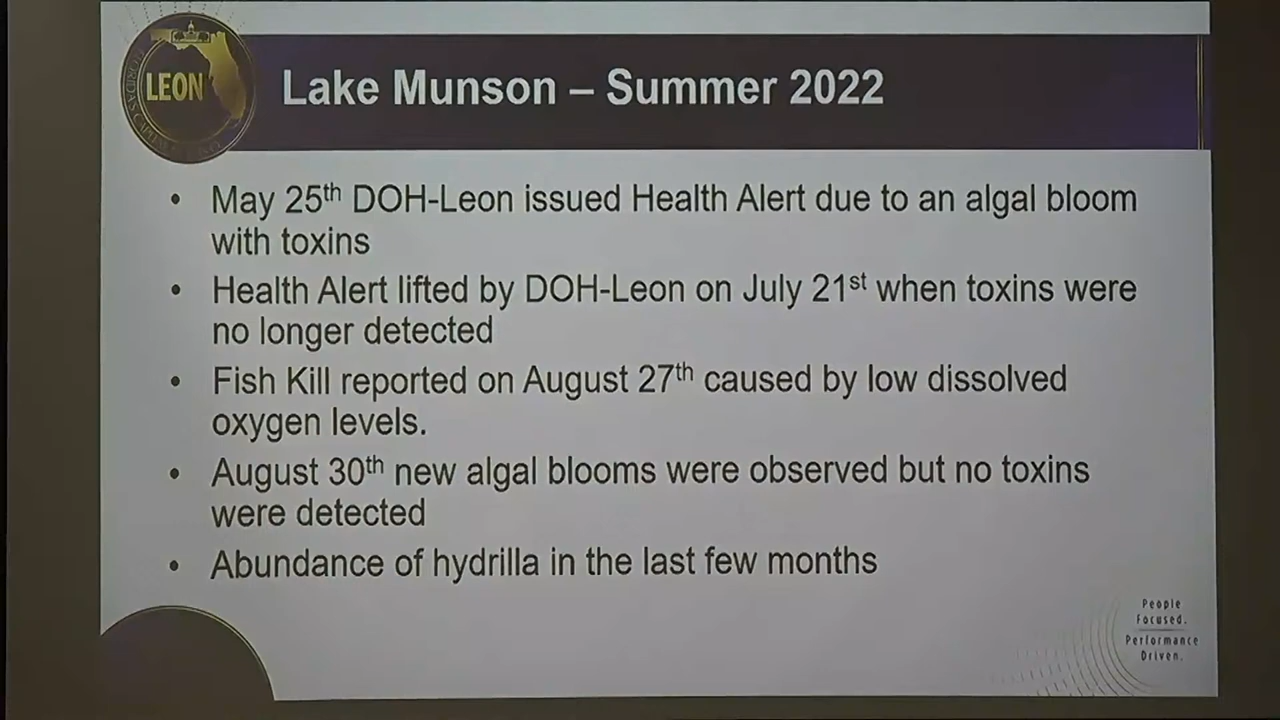 LEON
Lake Munson – Summer 2022
• May 25th DOH-Leon issued Health Alert due to an algal bloom
with toxins
• Health Alert lifted by DOH-Leon on July 21st when toxins were
no longer detected
• Fish Kill reported on August 27th caused by low dissolved
oxygen levels.
• August 30th new algal blooms were observed but no toxins
were detected
• Abundance of hydrilla in the last few months
People
Focused.
Performance
Driven.